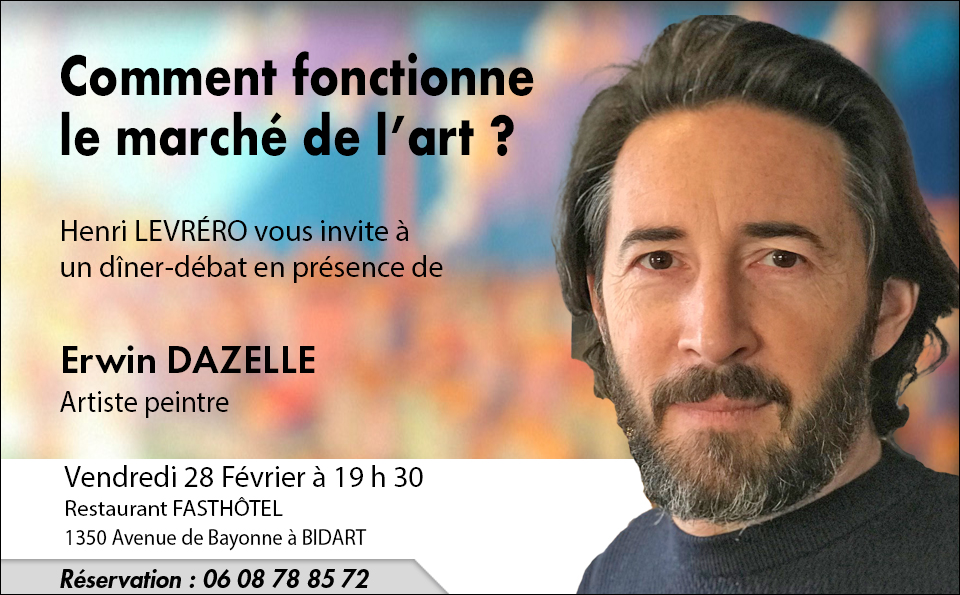 Comment fonctionne
le marché de l’art ?
Henri LEVRÉRO vous invite à
un dîner-débat en présence de
Erwin DAZELLE
Artiste peintre
Vendredi 28 Février à 19 h 30
Restaurant FASTHÔTEL
1350 Avenue de Bayonne à BIDART
Réservation : 06 08 78 85 72